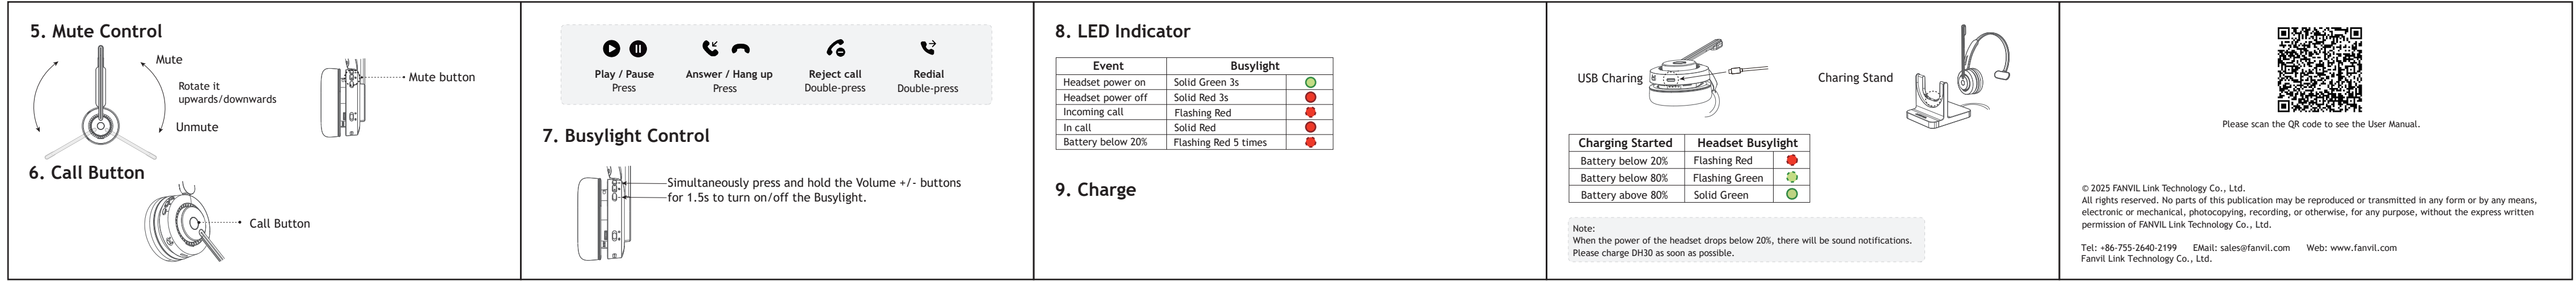 5. Mute Control
Mute
Rotate it
upwards/downwards
Unmute
Mute button
6. Call Button
Call Button
Play / Pause
Press
Answer / Hang up
Press
Reject call
Double-press
Redial
Double-press
7. Busylight Control
Simultaneously press and hold the Volume +/- buttons
for 1.5s to turn on/off the Busylight.
8. LED Indicator
Event Busylight
Headset power on Solid Green 3s
Headset power off Solid Red 3s
Incoming call Flashing Red
In call Solid Red
Battery below 20% Flashing Red 5 times
9. Charge
USB Charing
Charing Stand
Charging Started Headset Busylight
Battery below 20% Flashing Red
Battery below 80% Flashing Green
Battery above 80% Solid Green
Note:
When the power of the headset drops below 20%, there will be sound notifications.
Please charge DH30 as soon as possible.
Please scan the QR code to see the User Manual.
© 2025 FANVIL Link Technology Co., Ltd.
All rights reserved. No parts of this publication may be reproduced or transmitted in any form or by any means,
electronic or mechanical, photocopying, recording, or otherwise, for any purpose, without the express written
permission of FANVIL Link Technology Co., Ltd.
Tel: +86-755-2640-2199 EMail: sales@fanvil.com Web: www.fanvil.com
Fanvil Link Technology Co., Ltd.